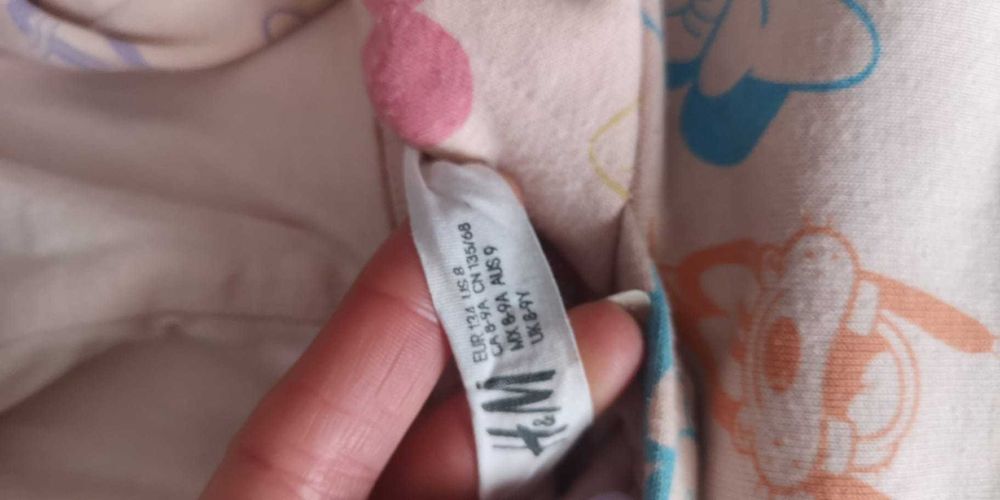 EUR 134 US 8
CA 8-9A CN 135/68
MX 8-9A AUS 9
UK 8-9Y
H&M